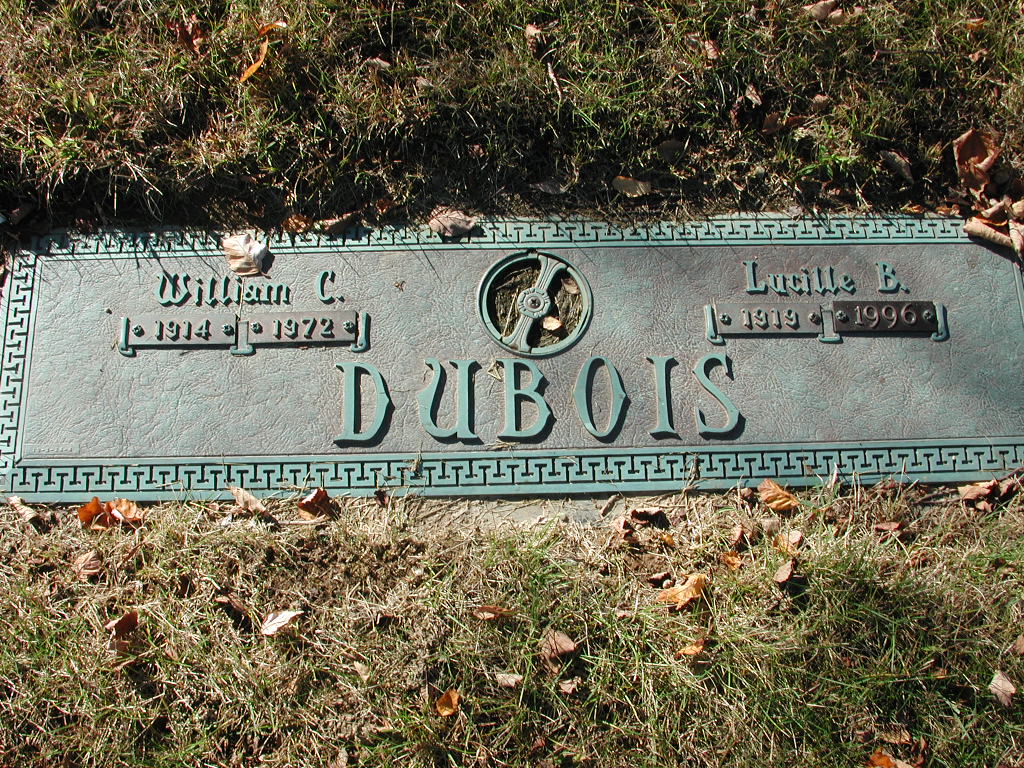 William C.
1914 1972
Lucille B.
1919 1996
DUBOIS